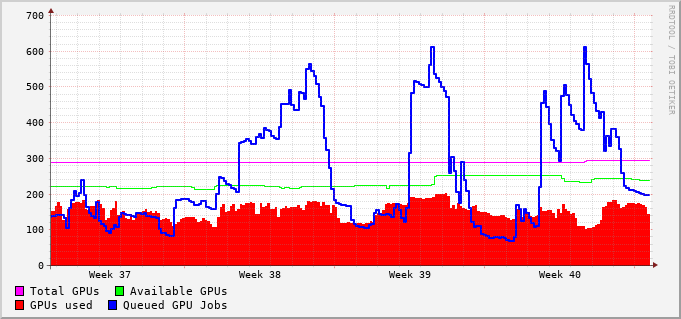 700
600
500
400
300
200
100
0
Week 37 Week 38 Week 39 Week 40
Total GPUs Available GPUs
GPUs used Queued GPU Jobs
RRDTOOL / TOBI OETIKER